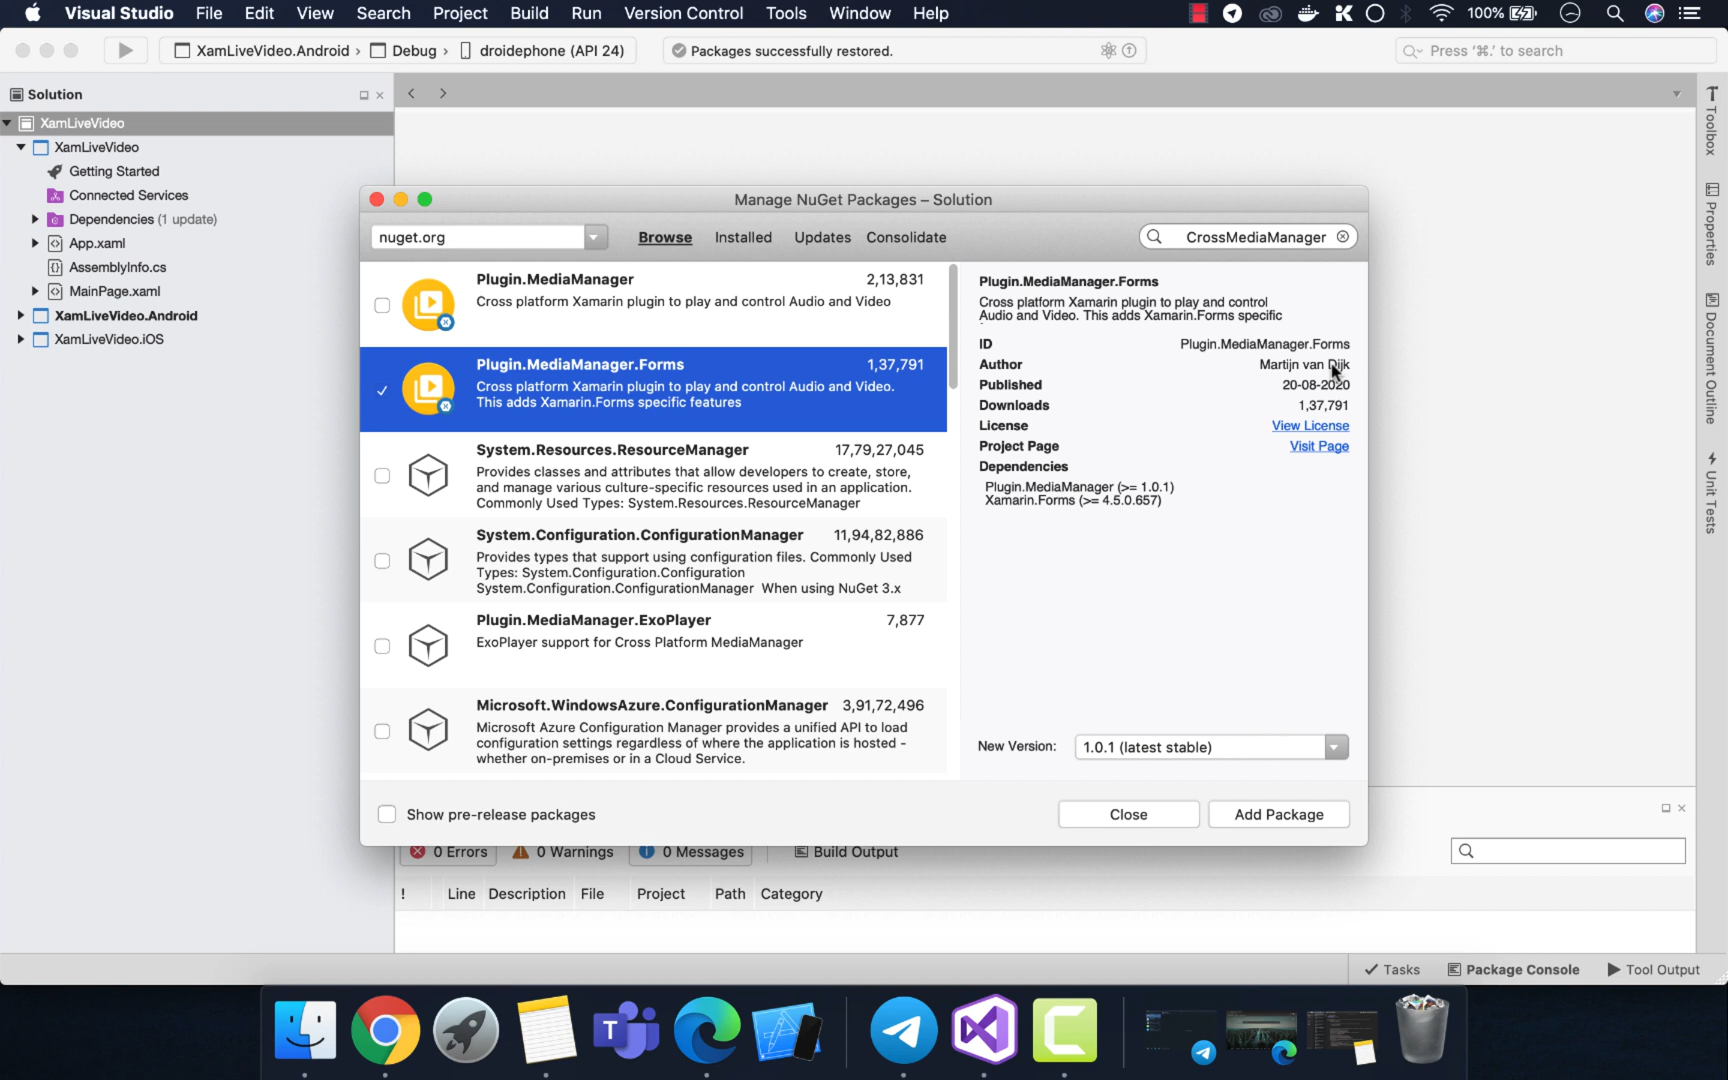 Visual Studio File Edit View Search Project Build Run Version Control Tools Window Help 100%
XamLiveVideo.Android › Debug › droidephone (API 24) Packages successfully restored. Press ‘⌘.’ to search
Solution
XamLiveVideo
XamLiveVideo
Getting Started
Connected Services
Dependencies (1 update)
App.xaml
AssemblyInfo.cs
MainPage.xaml
XamLiveVideo.Android
XamLiveVideo.iOS
Manage NuGet Packages – Solution
nuget.org Browse Installed Updates Consolidate CrossMediaManager
Plugin.MediaManager 2,13,831
Cross platform Xamarin plugin to play and control Audio and Video
Plugin.MediaManager.Forms 1,37,791
Cross platform Xamarin plugin to play and control Audio and Video.
This adds Xamarin.Forms specific features
System.Resources.ResourceManager 17,79,27,045
Provides classes and attributes that allow developers to create, store,
and manage various culture-specific resources used in an application.
Commonly Used Types: System.Resources.ResourceManager
System.Configuration.ConfigurationManager 11,94,82,886
Provides types that support using configuration files. Commonly Used
Types: System.Configuration.Configuration
System.Configuration.ConfigurationManager When using NuGet 3.x
Plugin.MediaManager.ExoPlayer 7,877
ExoPlayer support for Cross Platform MediaManager
Microsoft.WindowsAzure.ConfigurationManager 3,91,72,496
Microsoft Azure Configuration Manager provides a unified API to load
configuration settings regardless of where the application is hosted -
whether on-premises or in a Cloud Service.
Plugin.MediaManager.Forms
Cross platform Xamarin plugin to play and control
Audio and Video. This adds Xamarin.Forms specific
ID Plugin.MediaManager.Forms
Author Martijn van Dijk
Published 20-08-2020
Downloads 1,37,791
License View License
Project Page Visit Page
Dependencies
Plugin.MediaManager (>= 1.0.1)
Xamarin.Forms (>= 4.5.0.657)
New Version: 1.0.1 (latest stable)
Show pre-release packages Close Add Package
0 Errors 0 Warnings 0 Messages Build Output
! Line Description File Project Path Category
Tasks Package Console Tool Output
Toolbox
Properties
Document Outline
Unit Tests